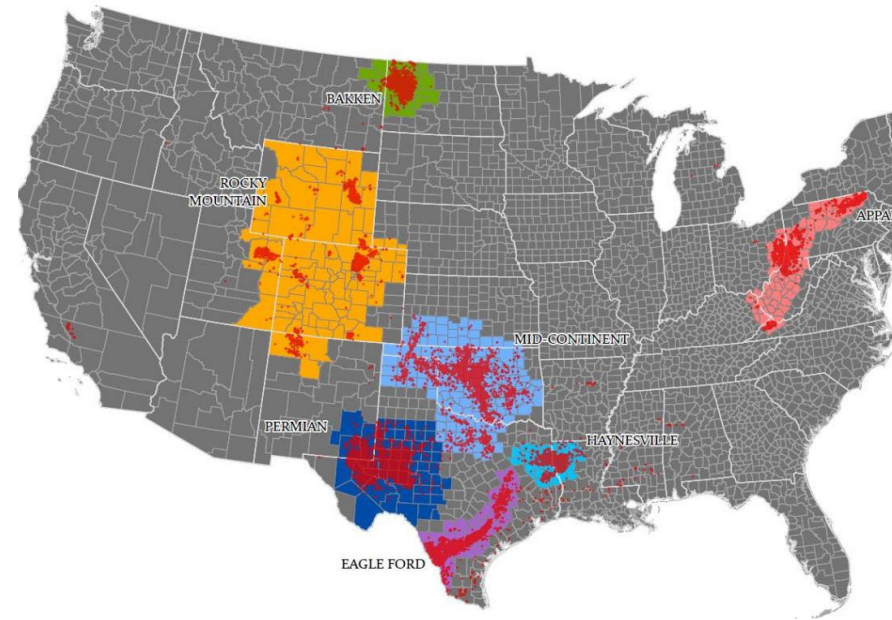 BAKKEN
ROCKY
MOUNTAIN
APPA
MID-CONTINENT
PERMIAN
HAYNESVILLE
EAGLE FORD